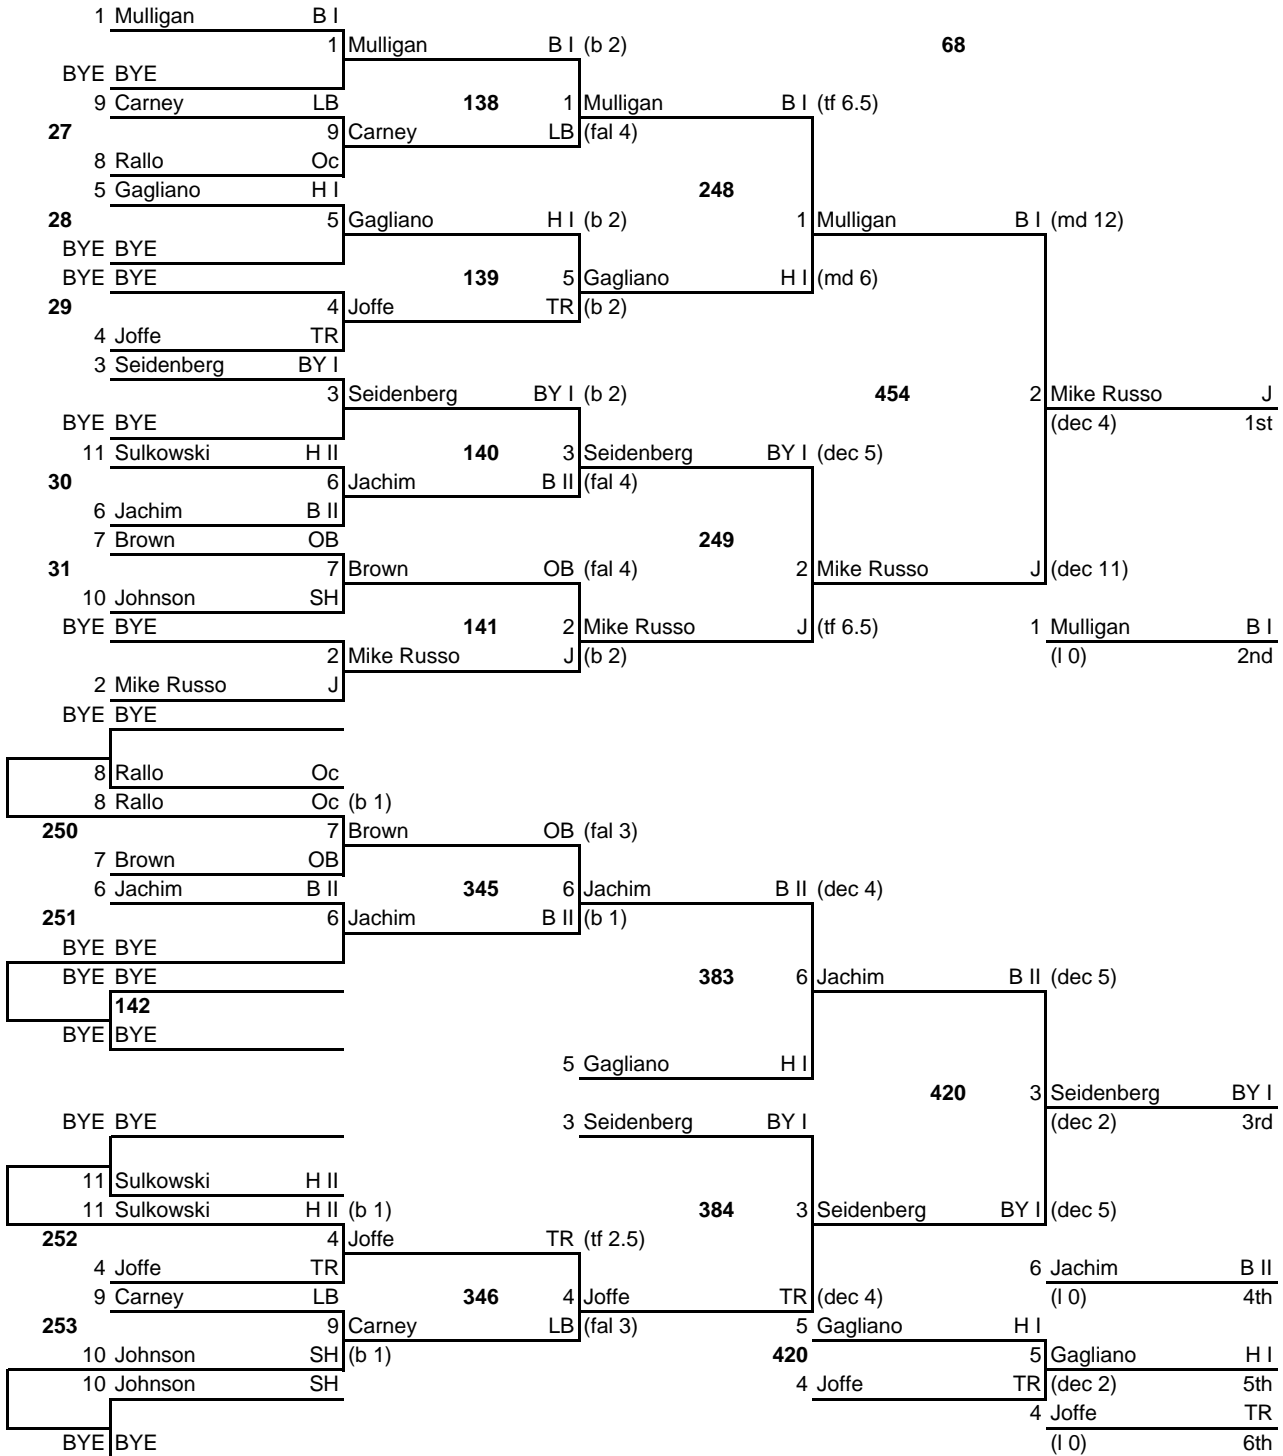 1 Mulligan B I
1 Mulligan B I (b 2) 68
BYE BYE
9 Carney LB 138 1 Mulligan B I (tf 6.5)
27 9 Carney LB (fal 4)
8 Rallo Oc
5 Gagliano H I 248
28 5 Gagliano H I (b 2) 1 Mulligan B I (md 12)
BYE BYE
BYE BYE 139 5 Gagliano H I (md 6)
29 4 Joffe TR (b 2)
4 Joffe TR
3 Seidenberg BY I
3 Seidenberg BY I (b 2) 454 2 Mike Russo J
BYE BYE (dec 4) 1st
11 Sulkowski H II 140 3 Seidenberg BY I (dec 5)
30 6 Jachim B II (fal 4)
6 Jachim B II
7 Brown OB 249
31 7 Brown OB (fal 4) 2 Mike Russo J (dec 11)
10 Johnson SH
BYE BYE 141 2 Mike Russo J (tf 6.5) 1 Mulligan B I
2 Mike Russo J (b 2) (l 0) 2nd
2 Mike Russo J
BYE BYE
8 Rallo Oc
8 Rallo Oc (b 1)
250 7 Brown OB (fal 3)
7 Brown OB
6 Jachim B II 345 6 Jachim B II (dec 4)
251 6 Jachim B II (b 1)
BYE BYE
BYE BYE 383 6 Jachim B II (dec 5)
142
BYE BYE
5 Gagliano H I
420 3 Seidenberg BY I
BYE BYE 3 Seidenberg BY I (dec 2) 3rd
11 Sulkowski H II
11 Sulkowski H II (b 1) 384 3 Seidenberg BY I (dec 5)
252 4 Joffe TR (tf 2.5)
4 Joffe TR 6 Jachim B II
9 Carney LB 346 4 Joffe TR (dec 4) (l 0) 4th
253 9 Carney LB (fal 3) 5 Gagliano H I
10 Johnson SH (b 1) 420 5 Gagliano H I
10 Johnson SH 4 Joffe TR (dec 2) 5th
4 Joffe TR
BYE BYE (l 0) 6th